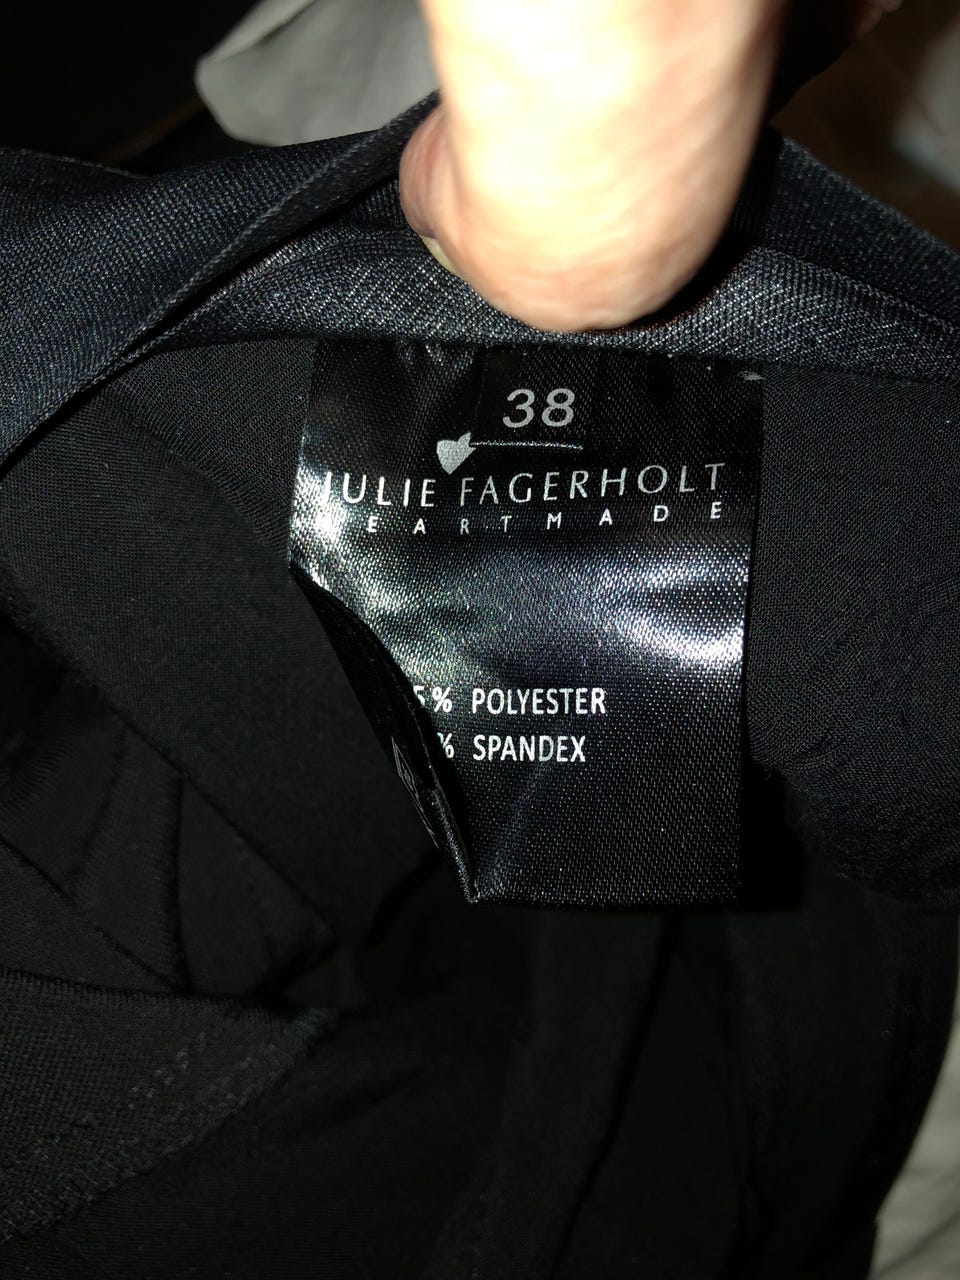 38
JULIE FAGERHOLT
EARTMADE
5% POLYESTER
% SPANDEX